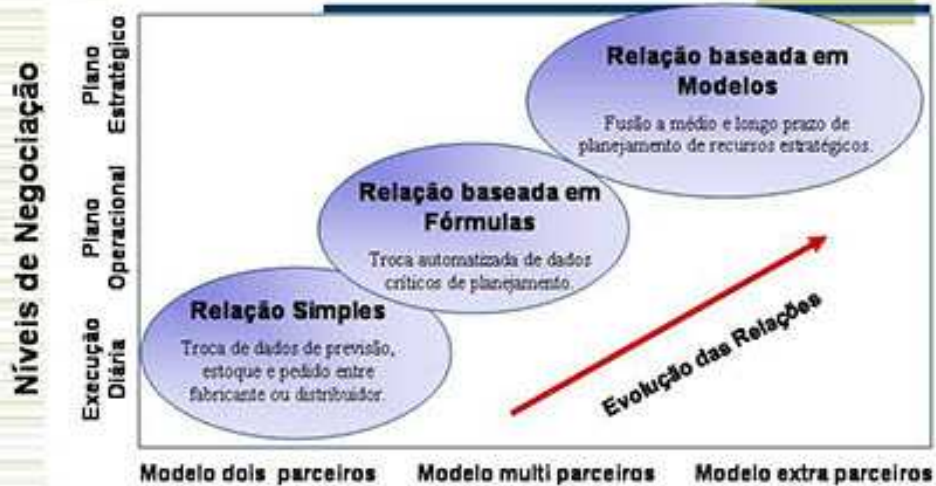 Níveis de Negociação
Plano
Estratégico
Plano
Operacional
Execução
Diária
Relação baseada em
Modelos
Fusão a médio e longo prazo de
planejamento de recursos estratégicos.
Relação baseada em
Fórmulas
Troca automatizada de dados
críticos de planejamento.
Relação Simples
Troca de dados de previsão,
estoque e pedido entre
fabricante ou distribuidor.
Evolução das Relações
Modelo dois parceiros
Modelo multi parceiros
Modelo extra parceiros